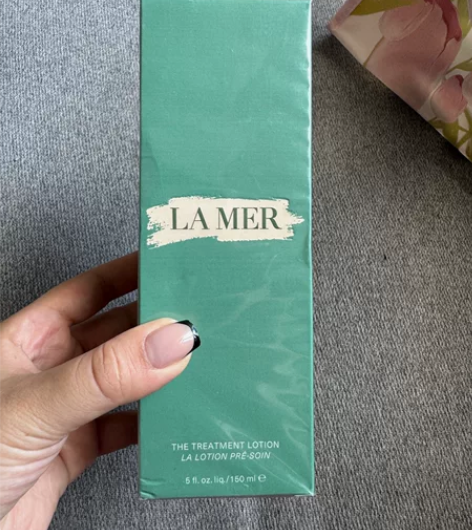 LA MER
THE TREATMENT LOTION
LA LOTION PRÉ-SOIN
5 fl. oz. liq./150 ml ℮